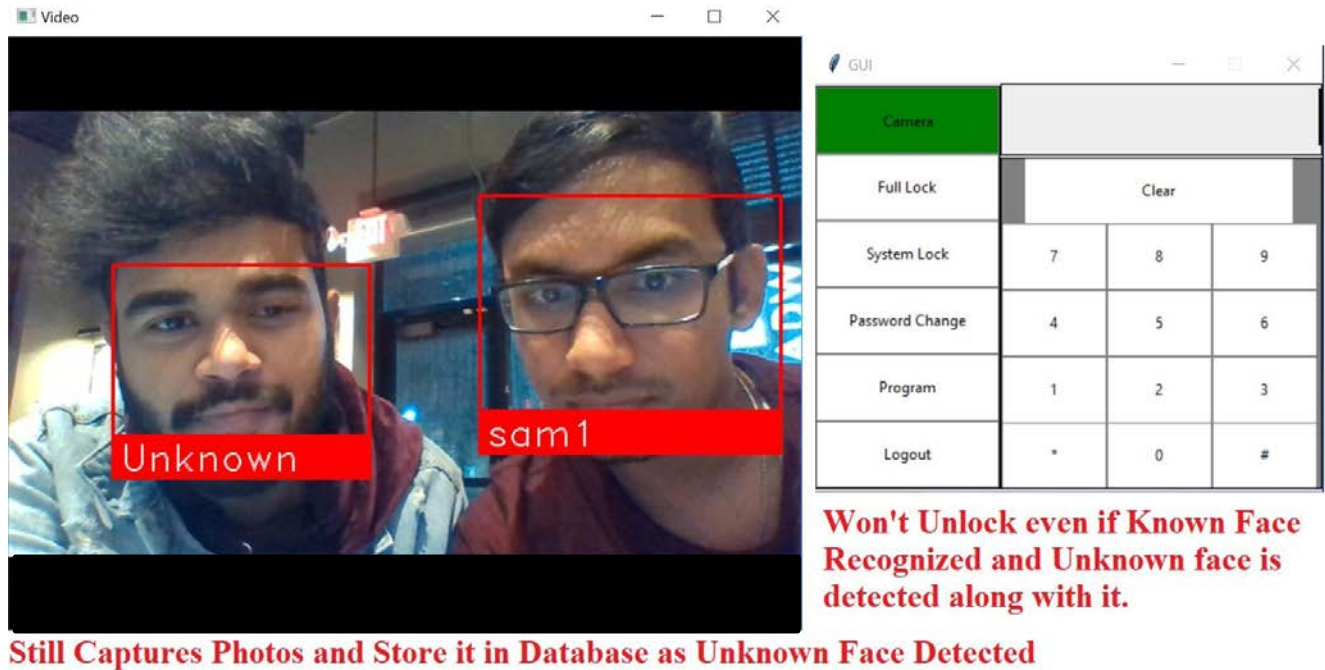 Video
GUI
Camera
Full Lock
Clear
System Lock
7 8 9
Password Change
4 5 6
Program
1 2 3
Logout
* 0 #
EXIT
Unknown
sam1
Won't Unlock even if Known Face
Recognized and Unknown face is
detected along with it.
Still Captures Photos and Store it in Database as Unknown Face Detected